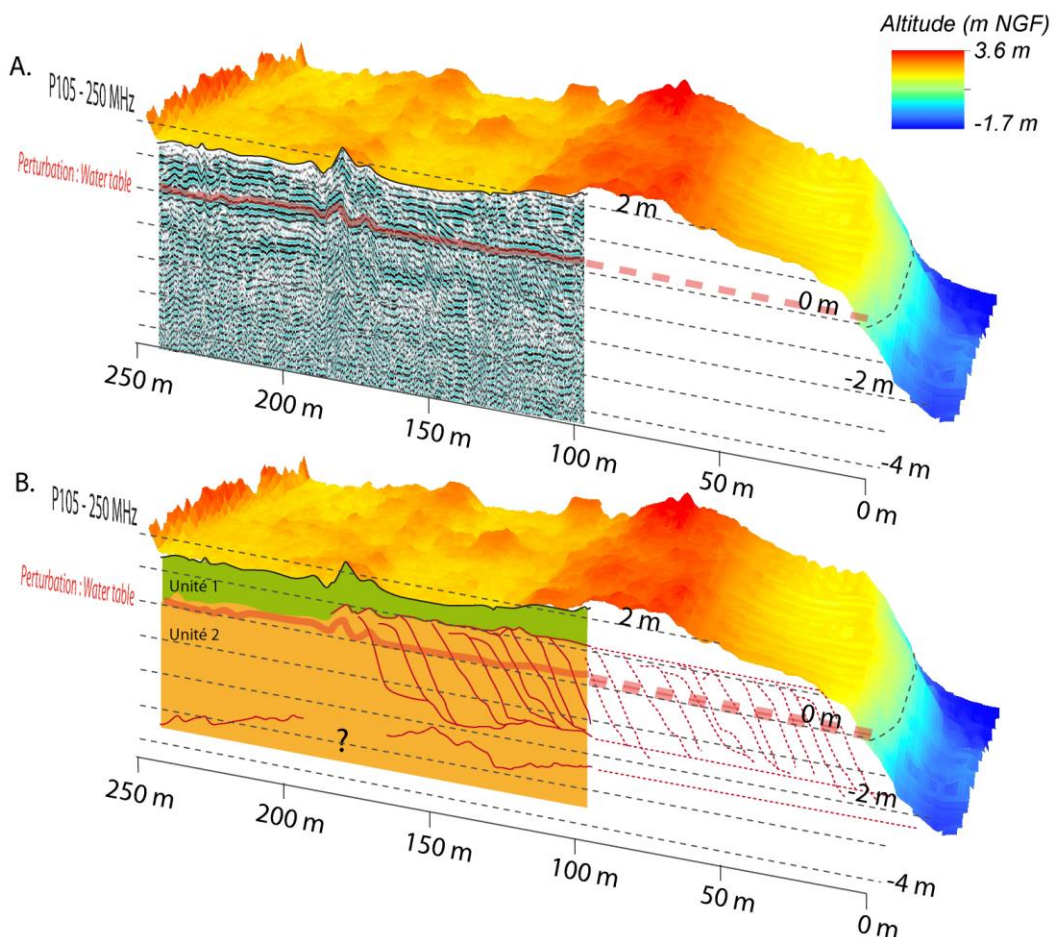 Altitude (m NGF)
3.6 m
-1.7 m
A.
P105 - 250 MHz
Perturbation : Water table
2 m
0 m
-2 m
-4 m
250 m
200 m
150 m
100 m
50 m
0 m
B.
P105 - 250 MHz
Perturbation : Water table
Unité 1
Unité 2
?
2 m
0 m
-2 m
-4 m
250 m
200 m
150 m
100 m
50 m
0 m